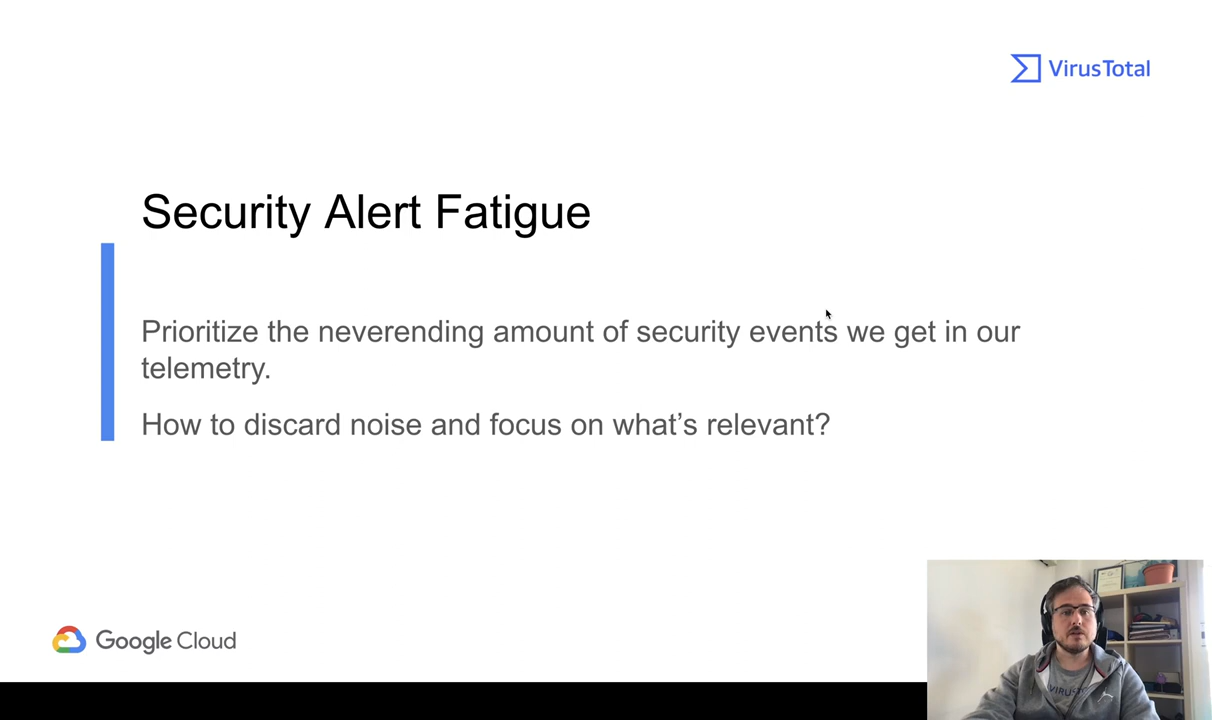 VirusTotal
Security Alert Fatigue
Prioritize the neverending amount of security events we get in our
telemetry.
How to discard noise and focus on what's relevant?
Google Cloud